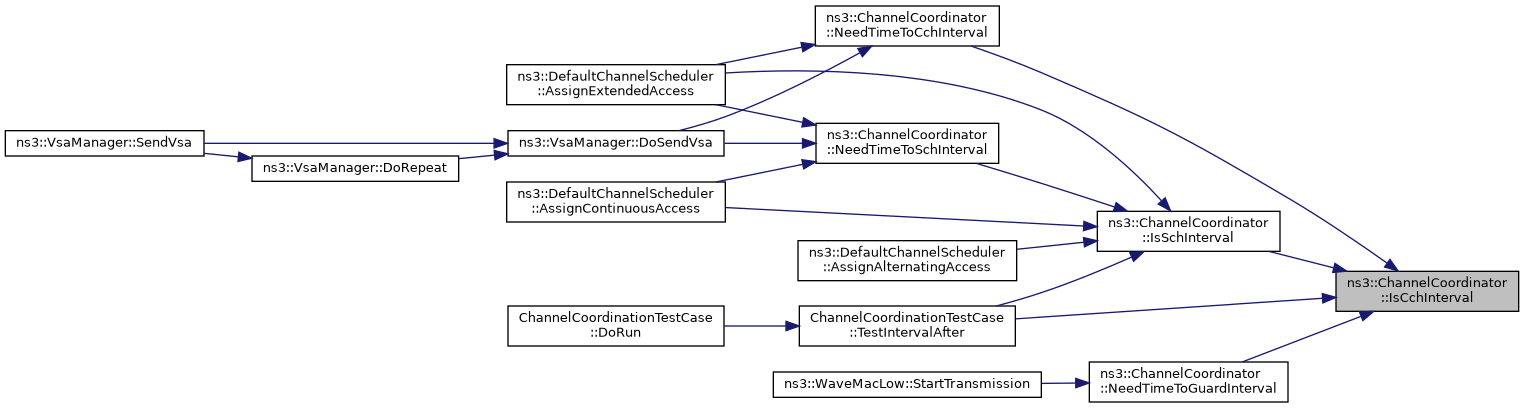 ns3::ChannelCoordinator
::NeedTimeToCchInterval
ns3::DefaultChannelScheduler
::AssignExtendedAccess
ns3::VsaManager::SendVsa
ns3::VsaManager::DoRepeat
ns3::VsaManager::DoSendVsa
ns3::ChannelCoordinator
::NeedTimeToSchInterval
ns3::DefaultChannelScheduler
::AssignContinuousAccess
ns3::ChannelCoordinator
::IsSchInterval
ns3::DefaultChannelScheduler
::AssignAlternatingAccess
ns3::ChannelCoordinator
::IsCchInterval
ChannelCoordinationTestCase
::DoRun
ChannelCoordinationTestCase
::TestIntervalAfter
ns3::WaveMacLow::StartTransmission
ns3::ChannelCoordinator
::NeedTimeToGuardInterval